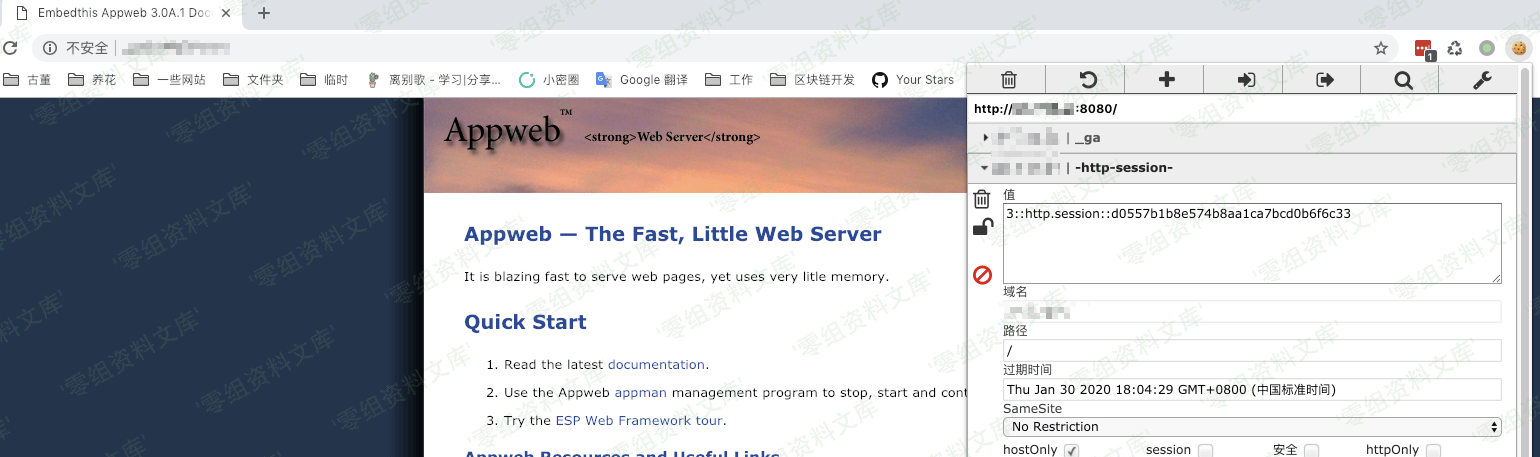 Embedthis Appweb 3.0A.1 Doc
不安全
古董 养花 一些网站 文件夹 临时 离别歌 - 学习|分享... 小密圈 Google 翻译 工作 区块链开发 Your Stars
1
http:// :8080/
| _ga
| -http-session-
值
3::http.session::d0557b1b8e574b8aa1ca7bcd0b6f6c33
域名
路径
/
过期时间
Thu Jan 30 2020 18:04:29 GMT+0800 (中国标准时间)
SameSite
No Restriction
hostOnly session 安全 httpOnly
Appweb™ <strong>Web Server</strong>
Appweb — The Fast, Little Web Server
It is blazing fast to serve web pages, yet uses very litle memory.
Quick Start
1. Read the latest documentation.
2. Use the Appweb appman management program to stop, start and cont
3. Try the ESP Web Framework tour.
Appweb Resources and Useful Links
'零组资料文库'